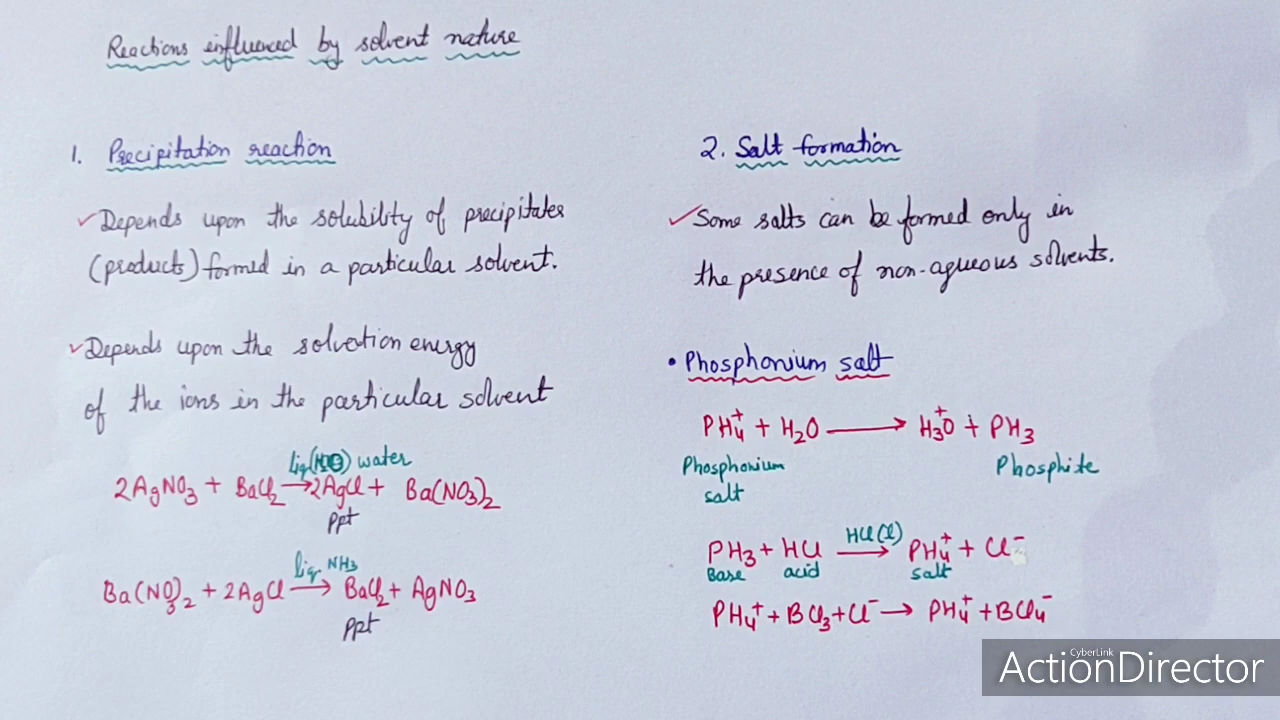 Reactions influenced by solvent nature
1. Precipitation reaction
✓Depends upon the solubility of precipitates
(products) formed in a particular solvent.
✓Depends upon the solvation energy
of the ions in the particular solvent
liq water
2AgNO₃ + BaCl₂ → 2AgCl + Ba(NO₃)₂
ppt
liq. NH₃
Ba(NO₃)₂ + 2AgCl → BaCl₂ + AgNO₃
ppt
2. Salt formation
✓Some salts can be formed only in
the presence of non-aqueous solvents.
• Phosphonium salt
PH₄⁺ + H₂O → H₃O⁺ + PH₃
Phosphonium Phosphite
salt
HCl(l)
PH₃ + HCl → PH₄⁺ + Cl⁻
Base acid salt
PH₄⁺ + BCl₃ + Cl⁻ → PH₄⁺ + BCl₄⁻
CyberLink
ActionDirector